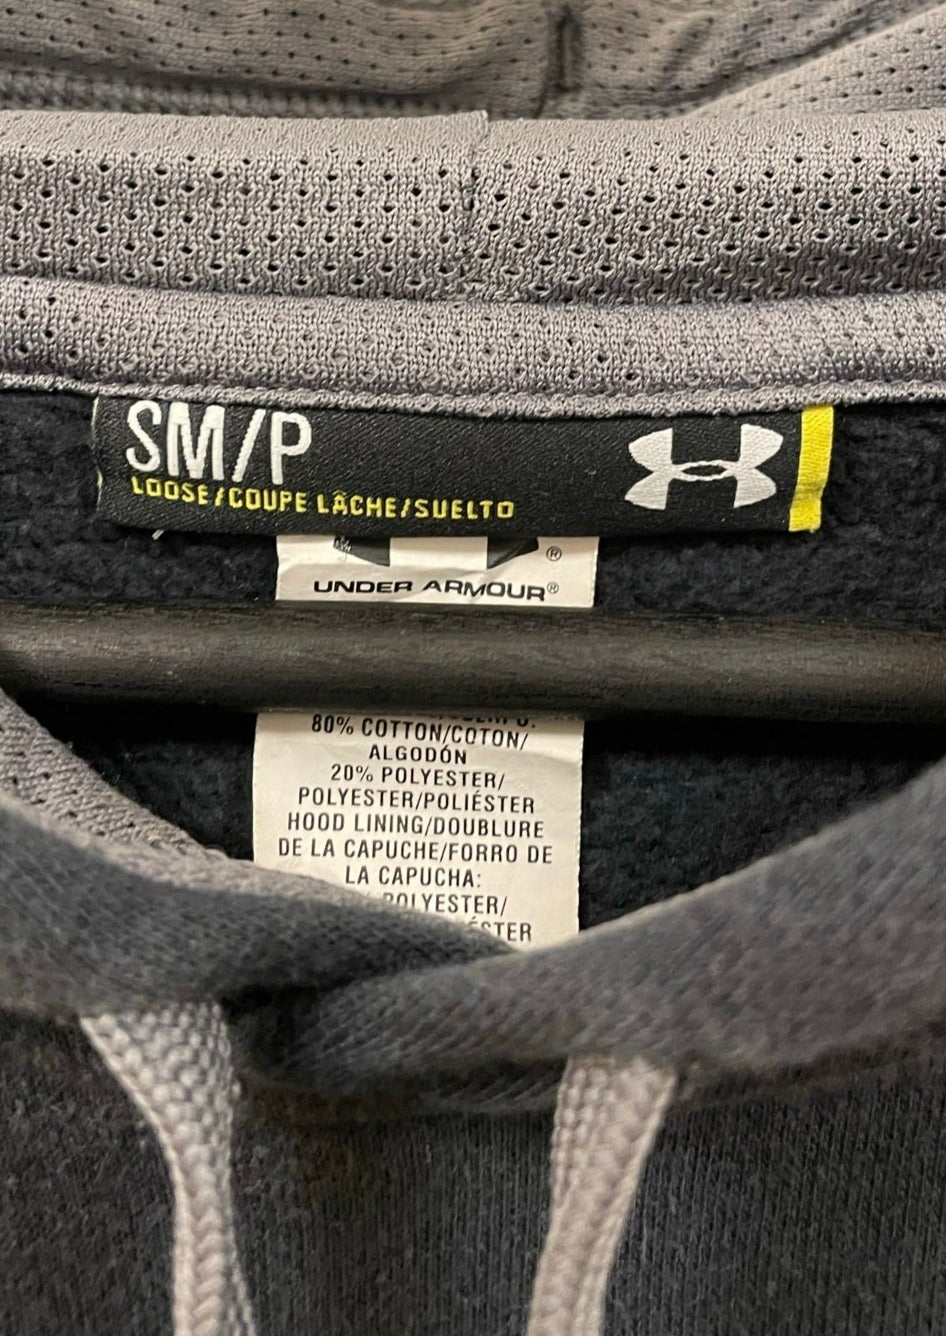 SM/P
LOOSE/COUPE LÂCHE/SUELTO
®
UNDER ARMOUR®
80% COTTON/COTON/
ALGODÓN
20% POLYESTER/
POLYESTER/POLIÉSTER
HOOD LINING/DOUBLURE
DE LA CAPUCHE/FORRO DE
LA CAPUCHA:
POLYESTER/